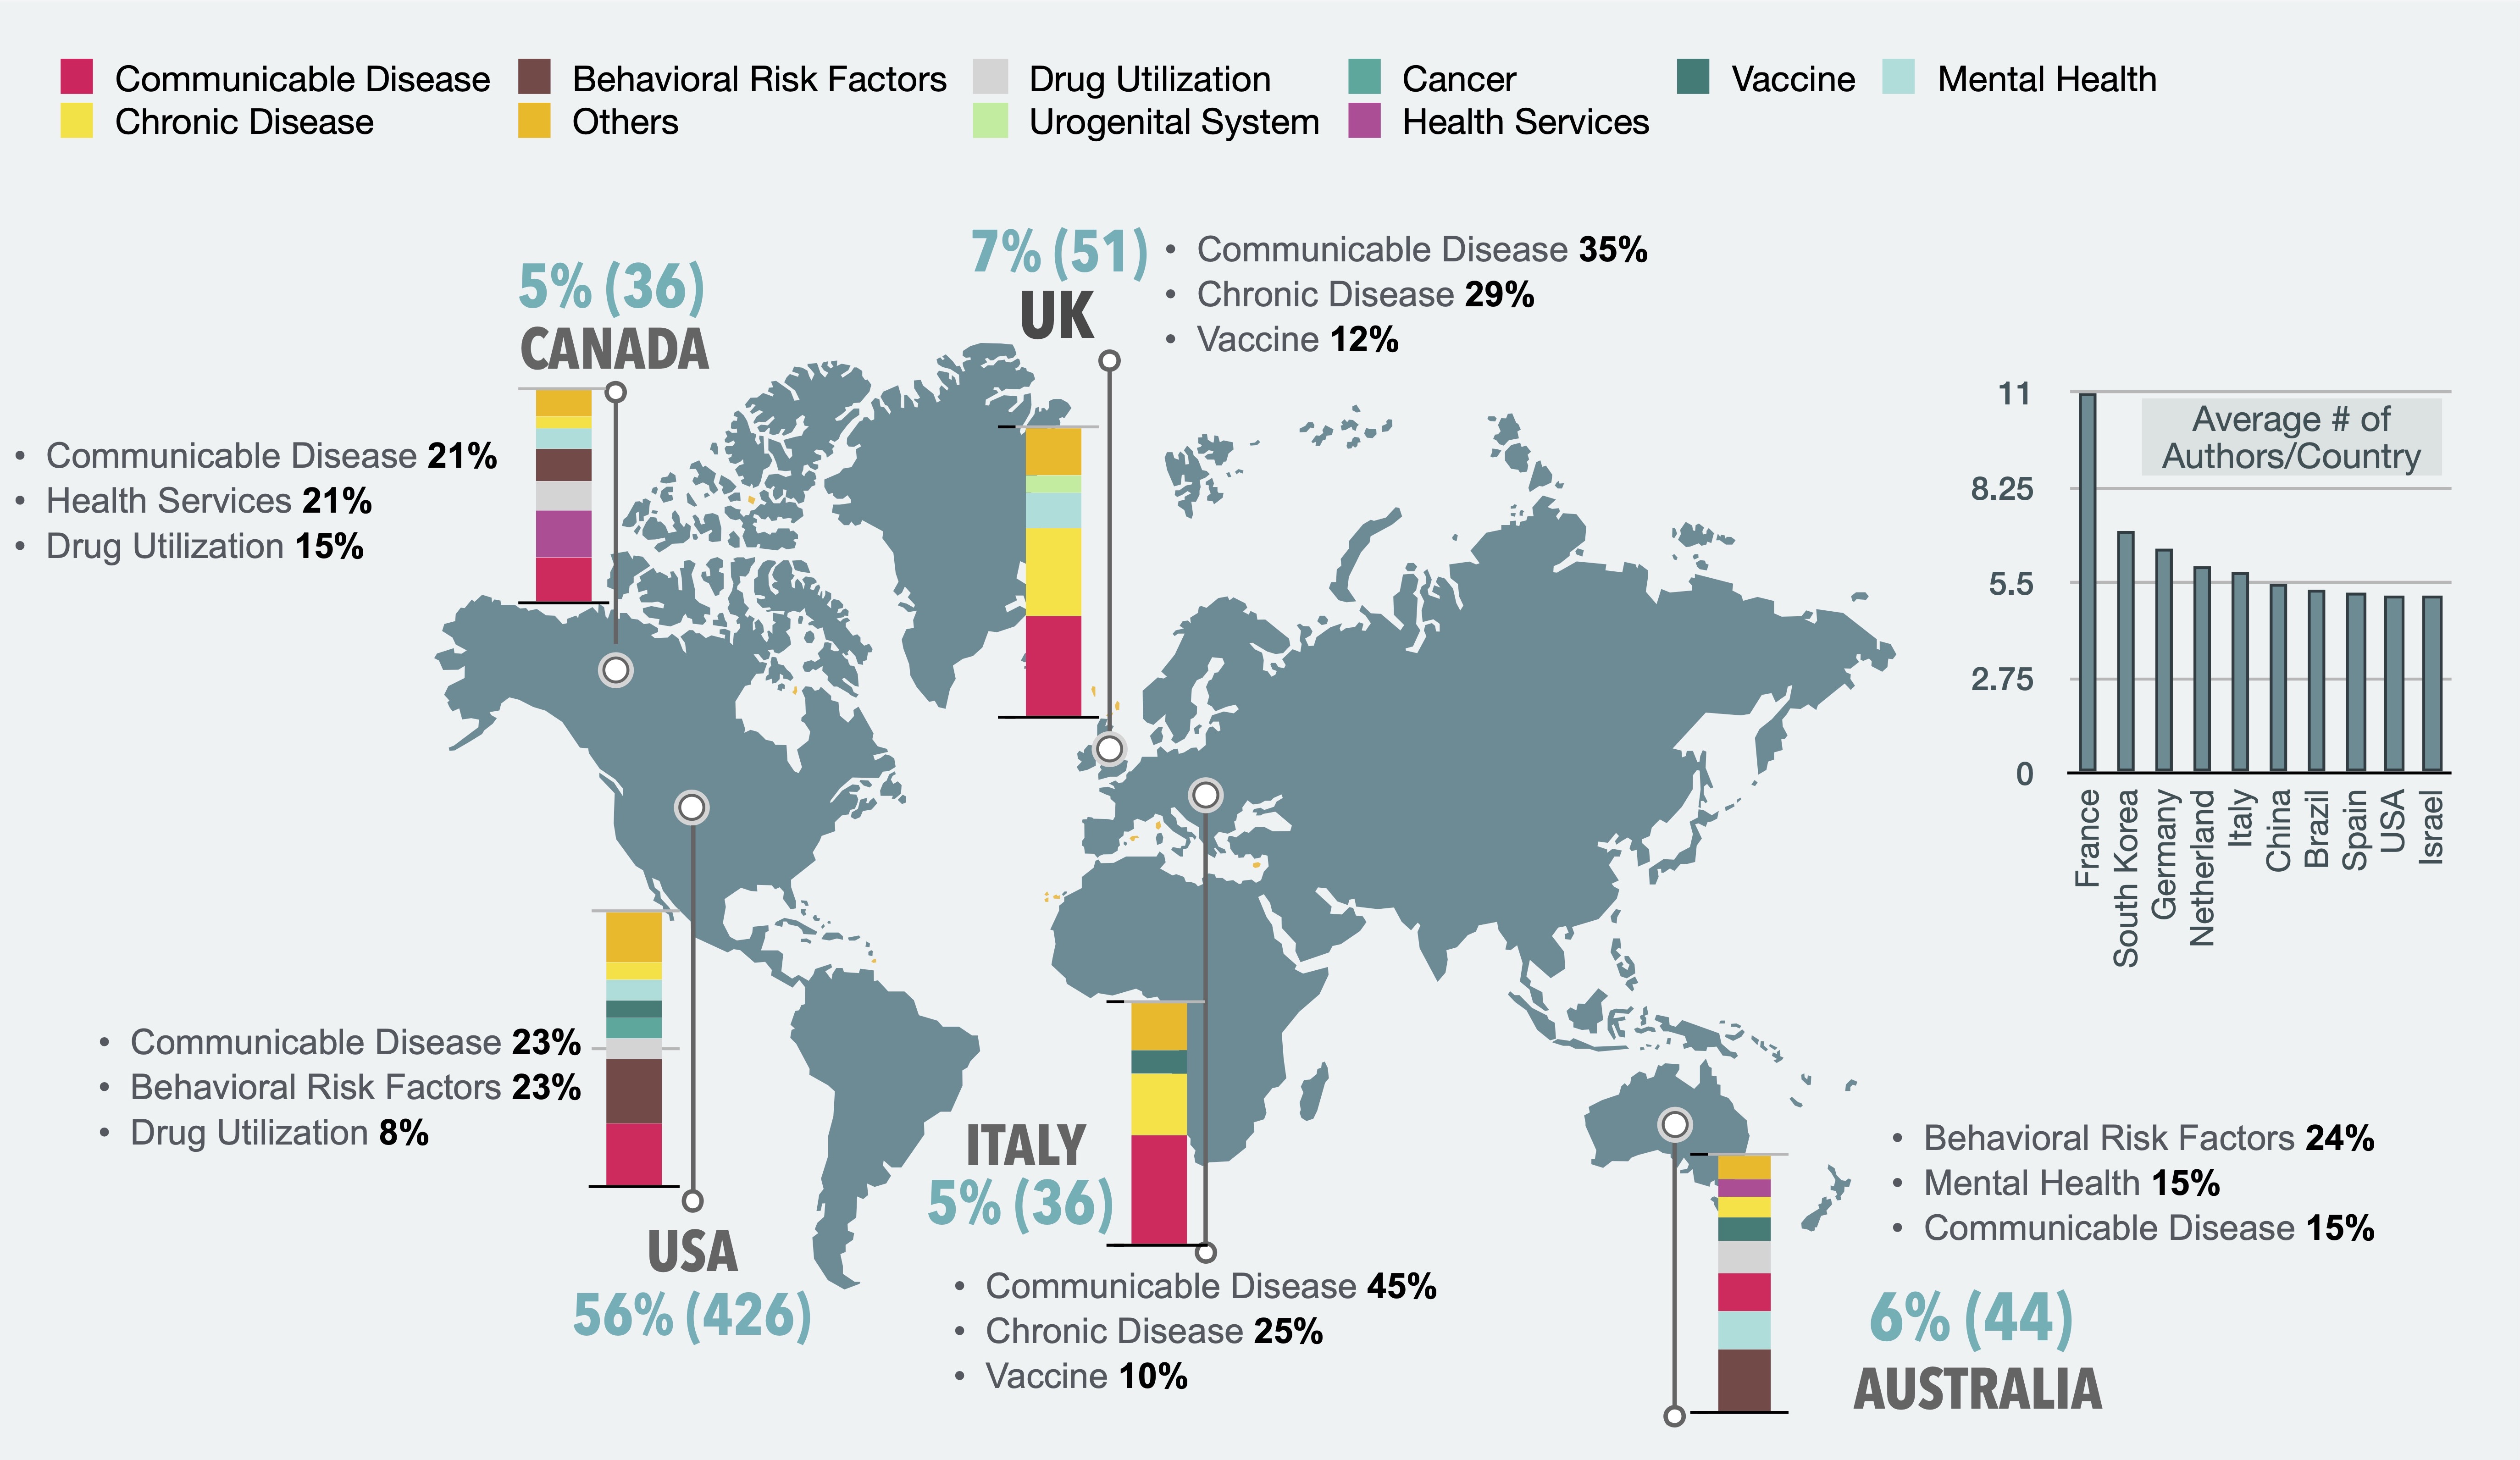 Communicable Disease
Behavioral Risk Factors
Drug Utilization
Cancer
Vaccine
Mental Health
Chronic Disease
Others
Urogenital System
Health Services
5% (36)
CANADA
• Communicable Disease 21%
• Health Services 21%
• Drug Utilization 15%
7% (51)
UK
• Communicable Disease 35%
• Chronic Disease 29%
• Vaccine 12%
Average # of
Authors/Country
11
8.25
5.5
2.75
0
France
South Korea
Germany
Netherland
Italy
China
Brazil
Spain
USA
Israel
• Communicable Disease 23%
• Behavioral Risk Factors 23%
• Drug Utilization 8%
USA
56% (426)
ITALY
5% (36)
• Communicable Disease 45%
• Chronic Disease 25%
• Vaccine 10%
• Behavioral Risk Factors 24%
• Mental Health 15%
• Communicable Disease 15%
6% (44)
AUSTRALIA